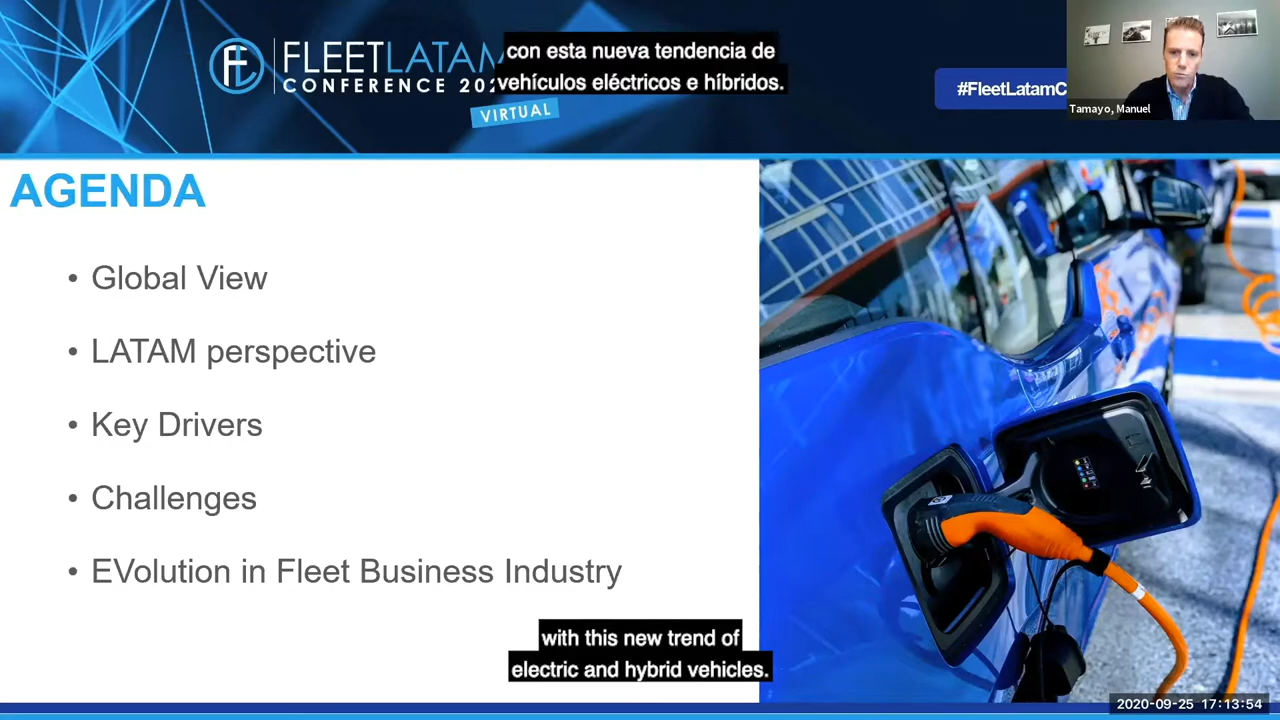 FLEETLATAM
CONFERENCE 202
VIRTUAL
con esta nueva tendencia de
vehículos eléctricos e híbridos.
#FleetLatamC
Tamayo, Manuel
AGENDA
• Global View
• LATAM perspective
• Key Drivers
• Challenges
• EVolution in Fleet Business Industry
with this new trend of
electric and hybrid vehicles.
2020-09-25 17:13:54